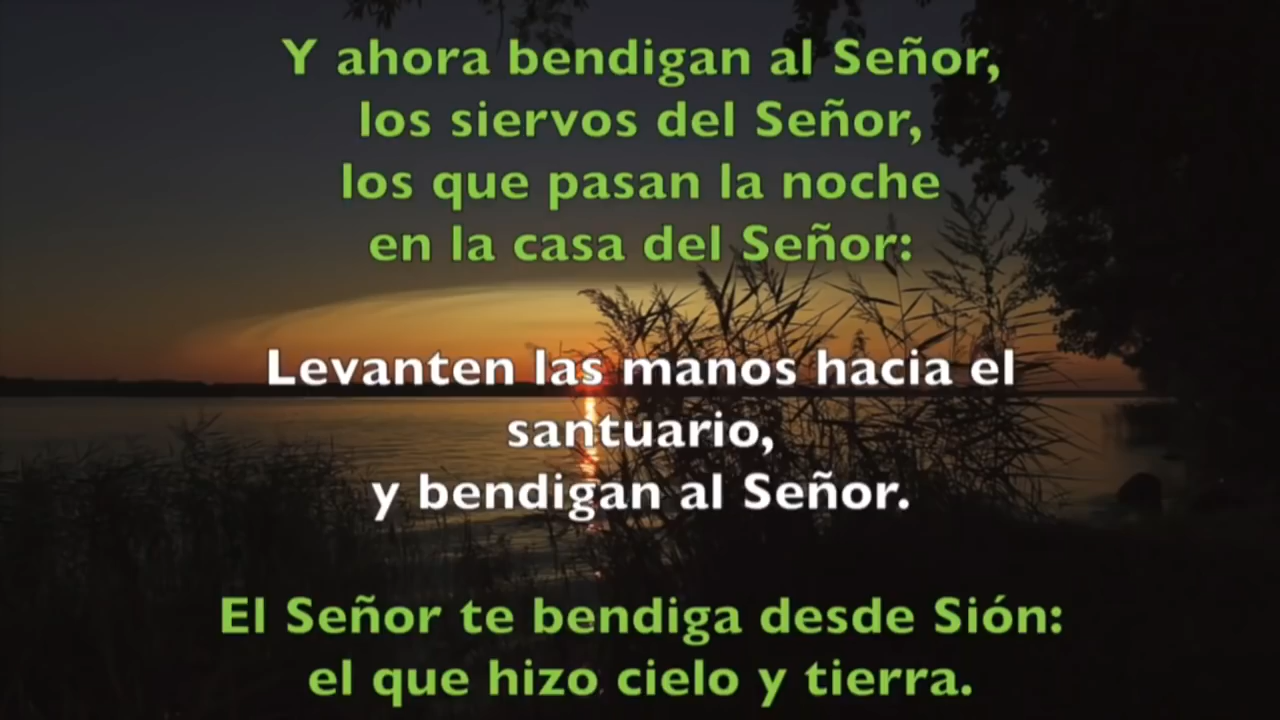 Y ahora bendigan al Señor,
los siervos del Señor,
los que pasan la noche
en la casa del Señor:
Levanten las manos hacia el
santuario,
y bendigan al Señor.
El Señor te bendiga desde Sión:
el que hizo cielo y tierra.